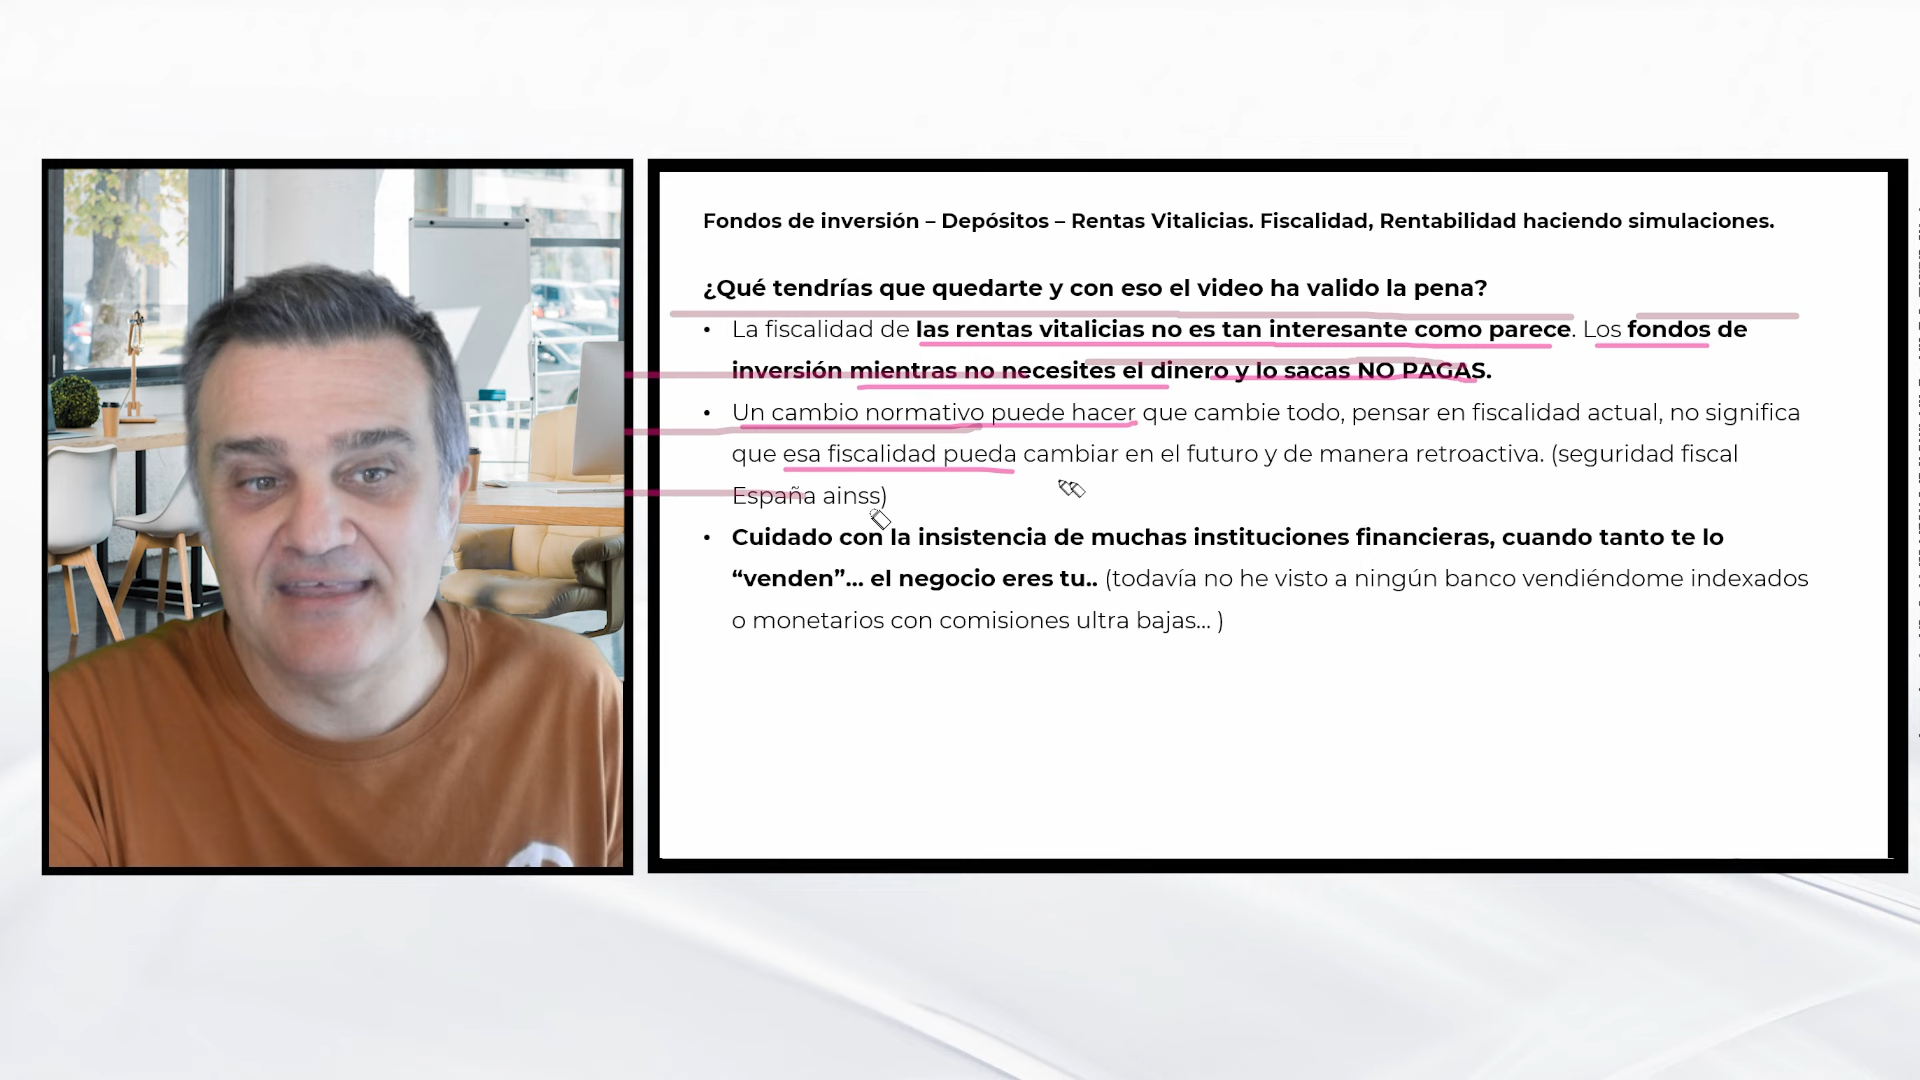 Fondos de inversión – Depósitos – Rentas Vitalicias. Fiscalidad, Rentabilidad haciendo simulaciones.
¿Qué tendrías que quedarte y con eso el video ha valido la pena?
• La fiscalidad de las rentas vitalicias no es tan interesante como parece. Los fondos de
inversión mientras no necesites el dinero y lo sacas NO PAGAS.
• Un cambio normativo puede hacer que cambie todo, pensar en fiscalidad actual, no significa
que esa fiscalidad pueda cambiar en el futuro y de manera retroactiva. (seguridad fiscal
España ainss)
• Cuidado con la insistencia de muchas instituciones financieras, cuando tanto te lo
“venden”... el negocio eres tu.. (todavía no he visto a ningún banco vendiéndome indexados
o monetarios con comisiones ultra bajas... )